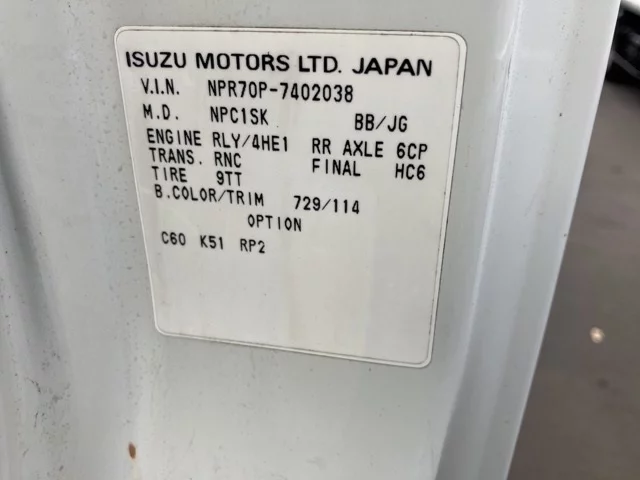 ISUZU MOTORS LTD. JAPAN
V.I.N. NPR70P-7402038
M.D. NPC1SK BB/JG
ENGINE RLY/4HE1 RR AXLE 6CP
TRANS. RNC FINAL HC6
TIRE 9TT
B.COLOR/TRIM 729/114
OPTION
C60 K51 RP2